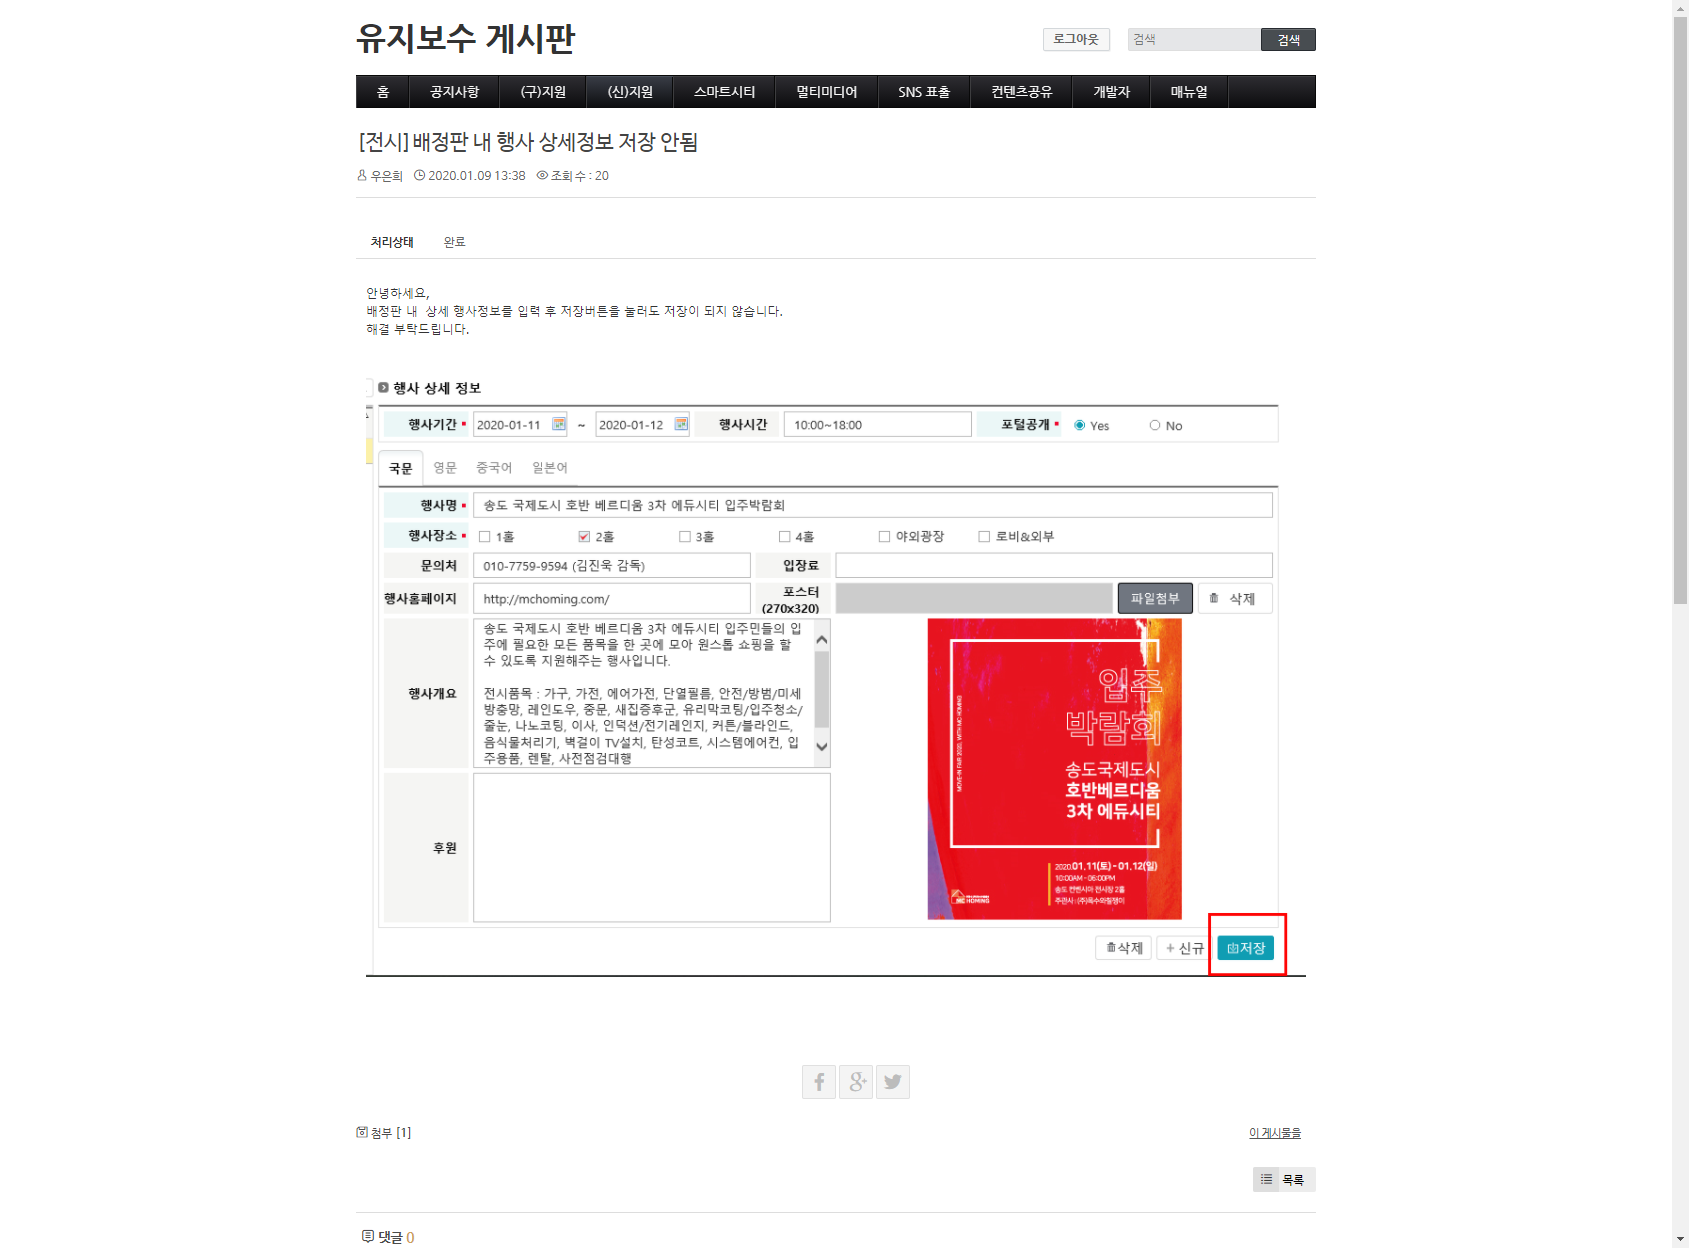 유지보수 게시판
로그아웃 검색 검색
홈 공지사항 (구)지원 (신)지원 스마트시티 멀티미디어 SNS 표출 컨텐츠공유 개발자 매뉴얼
[전시] 배정판 내 행사 상세정보 저장 안됨
우은희 2020.01.09 13:38 조회 수 : 20
처리상태 완료
안녕하세요,
배정판 내 상세 행사정보를 입력 후 저장버튼을 눌러도 저장이 되지 않습니다.
해결 부탁드립니다.
행사 상세 정보
행사기간 2020-01-11 ~ 2020-01-12 행사시간 10:00~18:00 포털공개 Yes No
국문 영문 중국어 일본어
행사명 송도 국제도시 호반 베르디움 3차 에듀시티 입주박람회
행사장소 1홀 2홀 3홀 4홀 야외광장 로비&외부
문의처 010-7759-9594 (김진욱 감독) 입장료
행사홈페이지 http://mchoming.com/ 포스터
(270x320) 파일첨부 삭제
행사개요
송도 국제도시 호반 베르디움 3차 에듀시티 입주민들의 입
주에 필요한 모든 품목을 한 곳에 모아 원스톱 쇼핑을 할
수 있도록 지원해주는 행사입니다.
전시품목 : 가구, 가전, 에어가전, 단열필름, 안전/방범/미세
방충망, 레인도우, 중문, 새집증후군, 유리막코팅/입주청소/
줄눈, 나노코팅, 이사, 인덕션/전기레인지, 커튼/블라인드,
음식물처리기, 벽걸이 TV설치, 탄성코트, 시스템에어컨, 입
주용품, 렌탈, 사전점검대행
후원
MOVE-IN FAIR 2020, WITH MC HOMING
입주
박람회
송도국제도시
호반베르디움
3차 에듀시티
2020.01.11(토) - 01.12(일)
10:00AM - 06:00PM
송도 컨벤시아 전시장 2홀
주관사 : (주)옥수와칠쟁이
MC HOMING
삭제 + 신규 저장
첨부 [1] 이 게시물을
목록
댓글 0